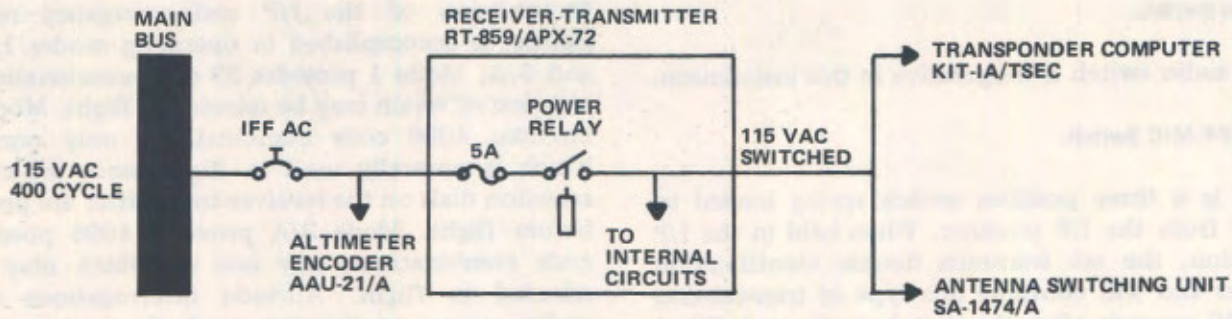 MAIN
BUS
RECEIVER-TRANSMITTER
RT-859/APX-72
TRANSPONDER COMPUTER
KIT-IA/TSEC
IFF AC
POWER
RELAY
5A
115 VAC
SWITCHED
115 VAC
400 CYCLE
ALTIMETER
ENCODER
AAU-21/A
TO
INTERNAL
CIRCUITS
ANTENNA SWITCHING UNIT
SA-1474/A